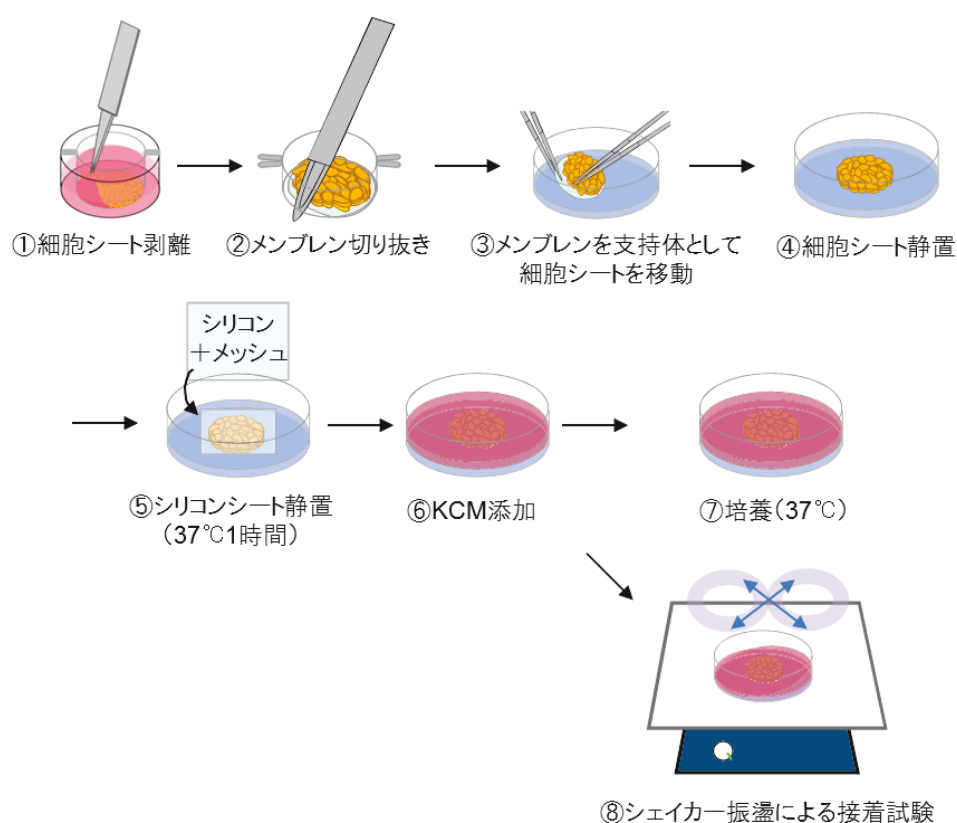 ①細胞シート剥離
②メンブレン切り抜き
③メンブレンを支持体として
細胞シートを移動
④細胞シート静置
シリコン
＋メッシュ
⑤シリコンシート静置
（37℃1時間）
⑥KCM添加
⑦培養（37℃）
⑧シェイカー振盪による接着試験